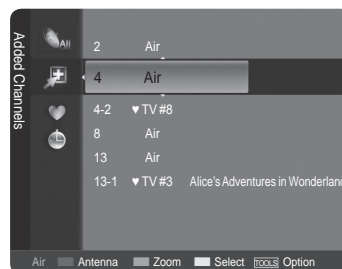 Added Channels
All
2 Air
4 Air
4-2 ♥ TV #8
8 Air
13 Air
13-1 ♥ TV #3 Alice's Adventures in Wonderland
Air Antenna Zoom Select TOOLS Option